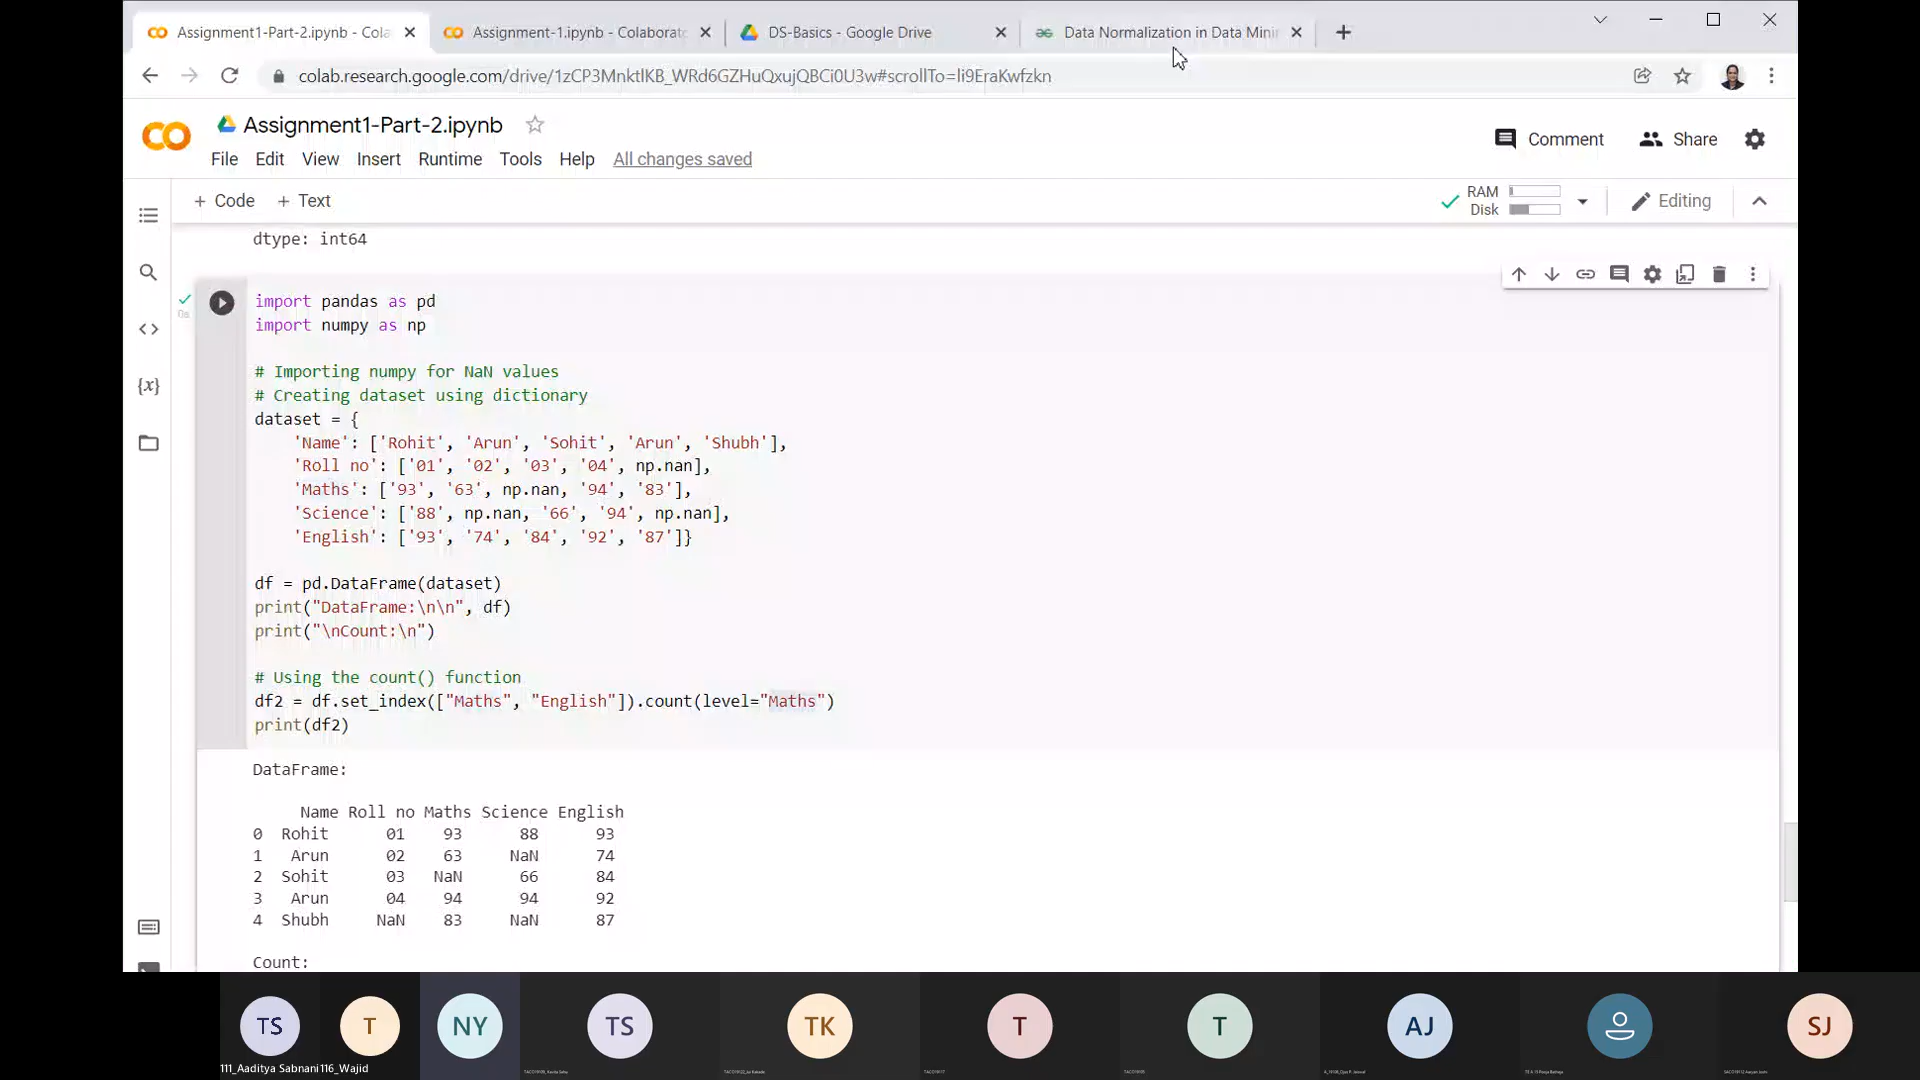 Assignment1-Part-2.ipynb - Cola
Assignment-1.ipynb - Colaborat
DS-Basics - Google Drive
Data Normalization in Data Mini
colab.research.google.com/drive/1zCP3MnktlKB_WRd6GZHuQxujQBCi0U3w#scrollTo=li9EraKwfzkn
CO
Assignment1-Part-2.ipynb
Comment
Share
File Edit View Insert Runtime Tools Help All changes saved
+ Code + Text
RAM
Disk
Editing
dtype: int64
import pandas as pd
import numpy as np
# Importing numpy for NaN values
# Creating dataset using dictionary
dataset = {
'Name': ['Rohit', 'Arun', 'Sohit', 'Arun', 'Shubh'],
'Roll no': ['01', '02', '03', '04', np.nan],
'Maths': ['93', '63', np.nan, '94', '83'],
'Science': ['88', np.nan, '66', '94', np.nan],
'English': ['93', '74', '84', '92', '87']}
df = pd.DataFrame(dataset)
print("DataFrame:\n\n", df)
print("\nCount:\n")
# Using the count() function
df2 = df.set_index(["Maths", "English"]).count(level="Maths")
print(df2)
DataFrame:
Name Roll no Maths Science English
0 Rohit 01 93 88 93
1 Arun 02 63 NaN 74
2 Sohit 03 NaN 66 84
3 Arun 04 94 94 92
4 Shubh NaN 83 NaN 87
Count:
TS T NY TS TK T T AJ SJ
111_Aaditya Sabnani 116_Wajid